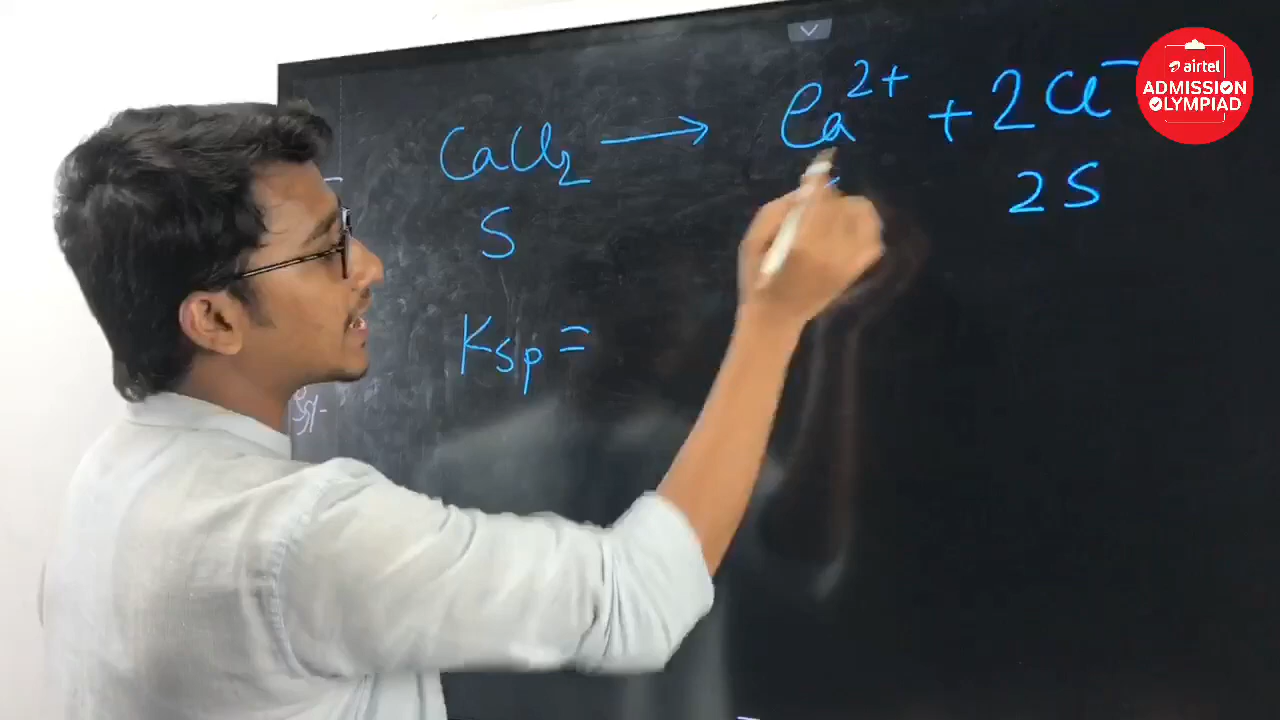 CaCl₂ ⟶ Ca²⁺ + 2Cl⁻
S 2S
Ksp =
airtel
ADMISSION
OLYMPIAD